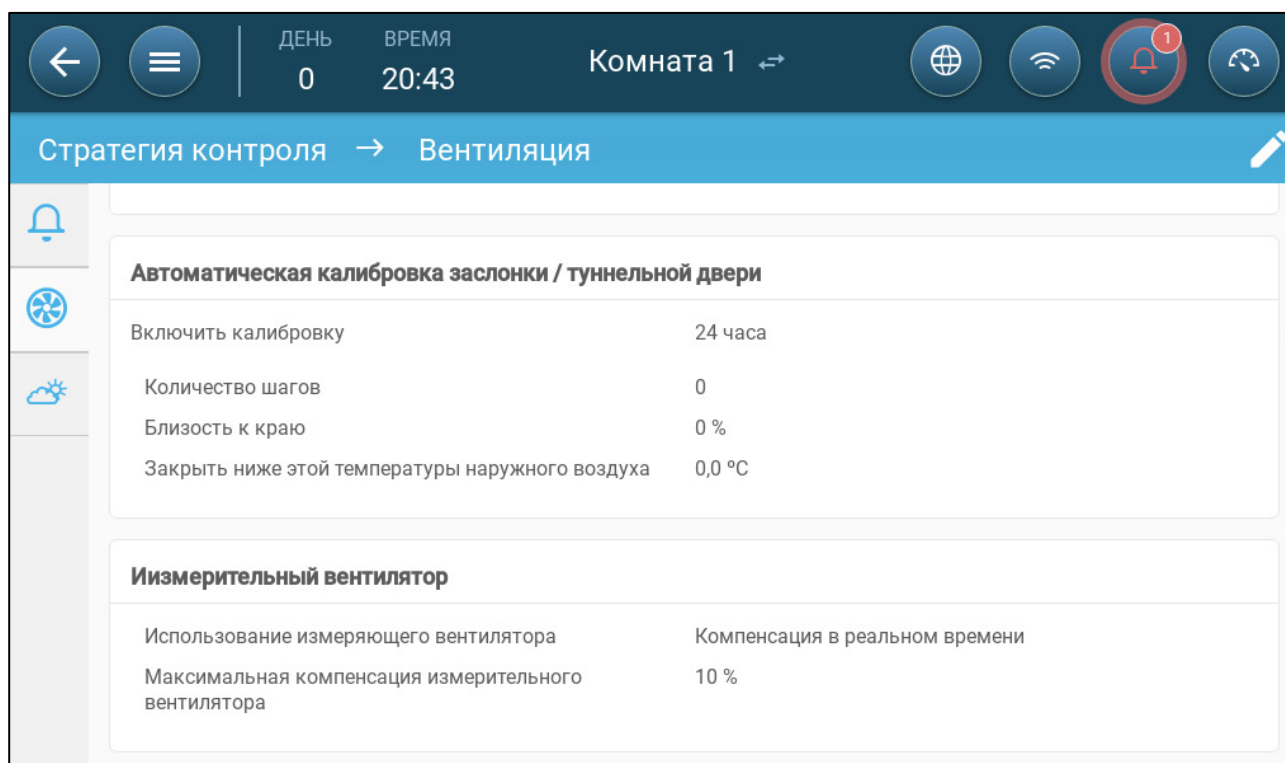 ДЕНЬ ВРЕМЯ
0 20:43 Комната 1 1
Стратегия контроля → Вентиляция
Автоматическая калибровка заслонки / туннельной двери
Включить калибровку 24 часа
Количество шагов 0
Близость к краю 0 %
Закрыть ниже этой температуры наружного воздуха 0,0 ºC
Иизмерительный вентилятор
Использование измеряющего вентилятора Компенсация в реальном времени
Максимальная компенсация измерительного 10 %
вентилятора